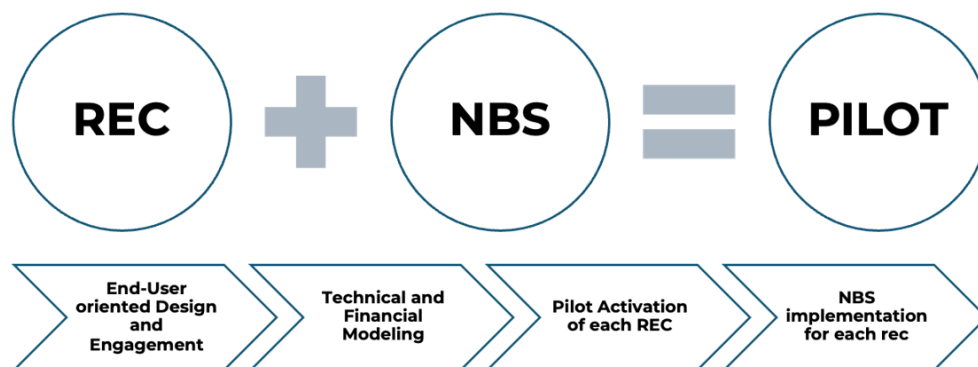 REC
NBS
PILOT
End-User
oriented Design
and
Engagement
Technical and
Financial
Modeling
Pilot Activation
of each REC
NBS
implementation
for each rec